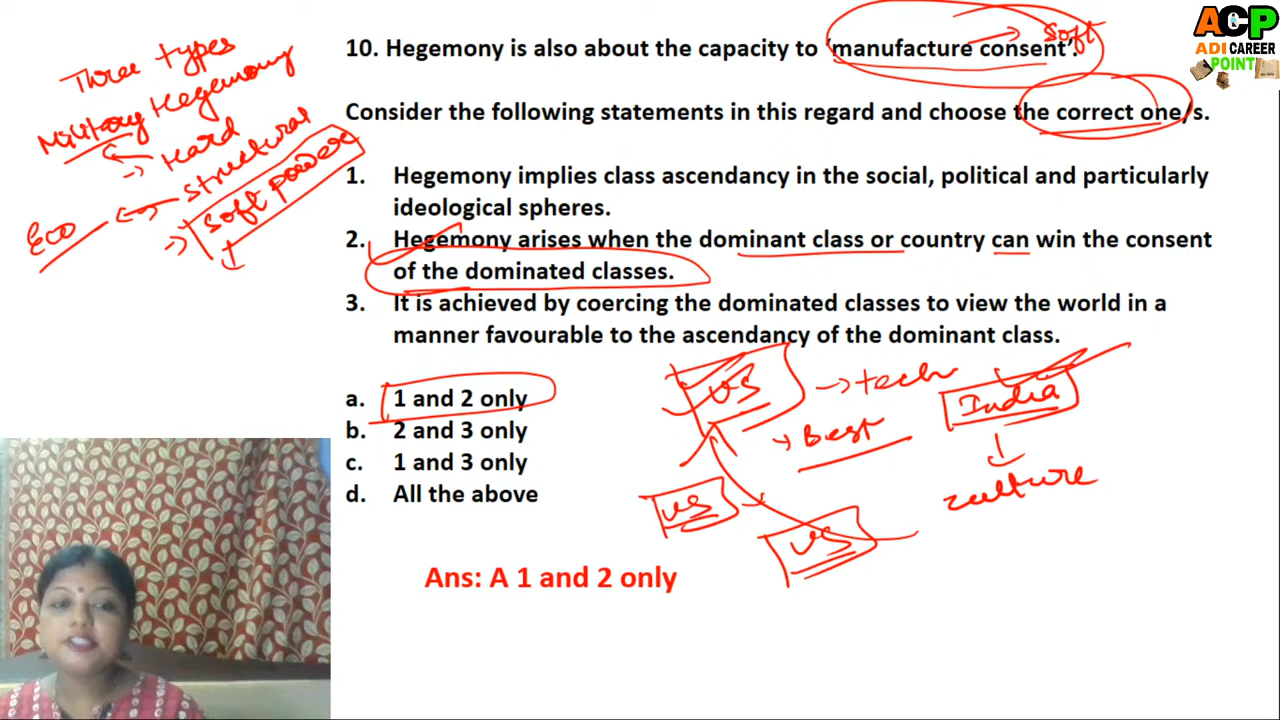 ACP
ADI CAREER
POINT
Three types
Military Hegemony
→ Hard
structural
Eco
→ Soft power
10. Hegemony is also about the capacity to 'manufacture consent'.
→ Soft
Consider the following statements in this regard and choose the correct one/s.
1. Hegemony implies class ascendancy in the social, political and particularly
ideological spheres.
2. Hegemony arises when the dominant class or country can win the consent
of the dominated classes.
3. It is achieved by coercing the dominated classes to view the world in a
manner favourable to the ascendancy of the dominant class.
a. 1 and 2 only
b. 2 and 3 only
c. 1 and 3 only
d. All the above
US → tech
→ Best
India
culture
US
US
Ans: A 1 and 2 only